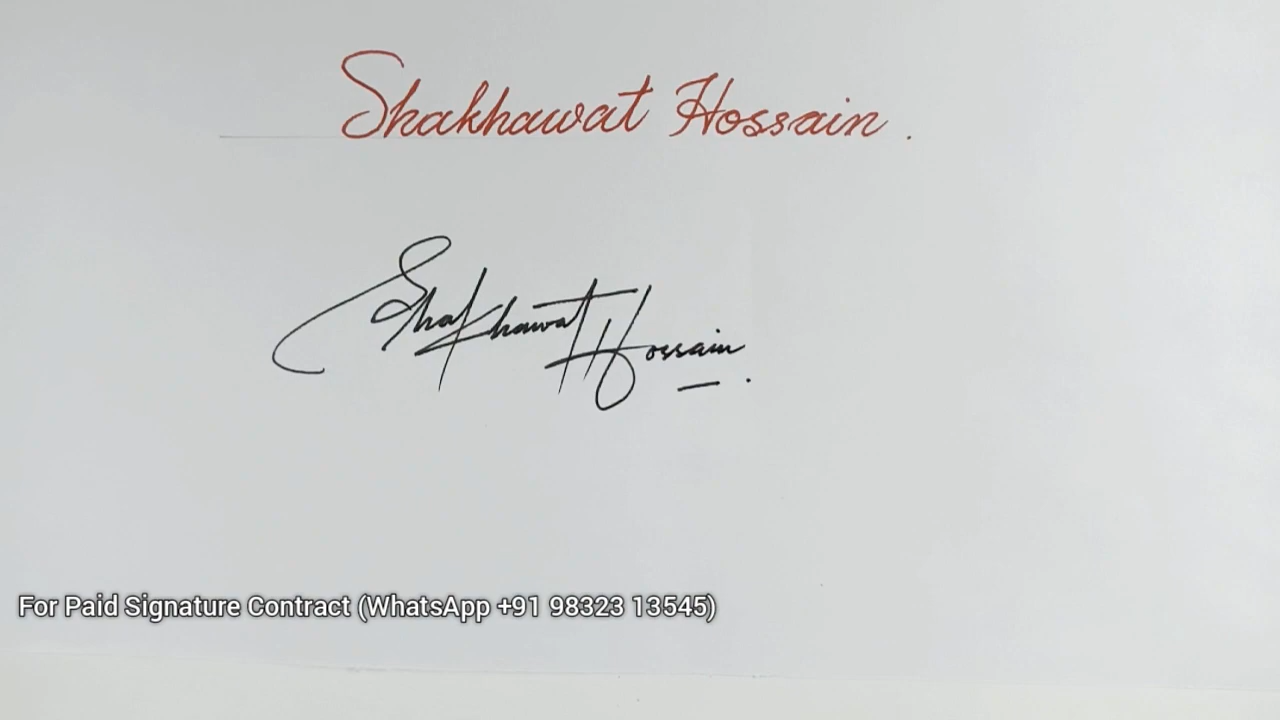 Shakhawat Hossain .
Shakhawat Hossain
For Paid Signature Contract (WhatsApp +91 98323 13545)